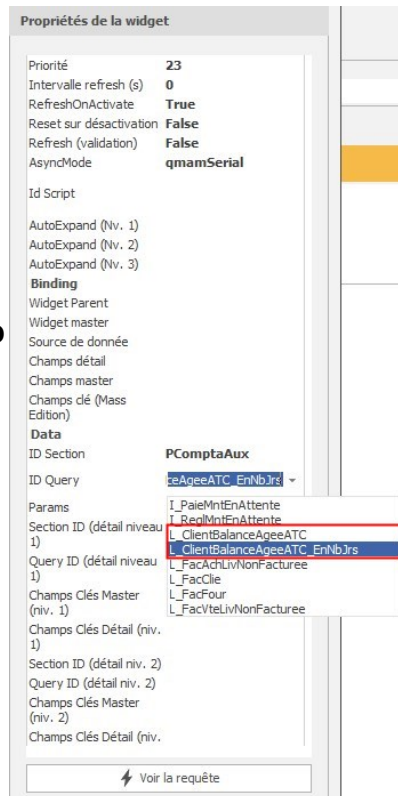 Propriétés de la widget
Priorité 23
Intervalle refresh (s) 0
RefreshOnActivate True
Reset sur désactivation False
Refresh (validation) False
AsyncMode qmamSerial
Id Script
AutoExpand (Nv. 1)
AutoExpand (Nv. 2)
AutoExpand (Nv. 3)
Binding
Widget Parent
Widget master
Source de donnée
Champs détail
Champs master
Champs clé (Mass
Edition)
Data
ID Section PComptaAux
ID Query ceAgeeATC_EnNbJrs
Params
I_PaieMntEnAttente
I_ReglMntEnAttente
L_ClientBalanceAgeeATC
L_ClientBalanceAgeeATC_EnNbJrs
L_FacAchLivNonFacturee
L_FacClie
L_FacFour
L_FacVteLivNonFacturee
Section ID (détail niveau
1)
Query ID (détail niveau
1)
Champs Clés Master
(niv. 1)
Champs Clés Détail (niv.
1)
Section ID (détail niv. 2)
Query ID (détail niv. 2)
Champs Clés Master
(niv. 2)
Champs Clés Détail (niv.
Voir la requête